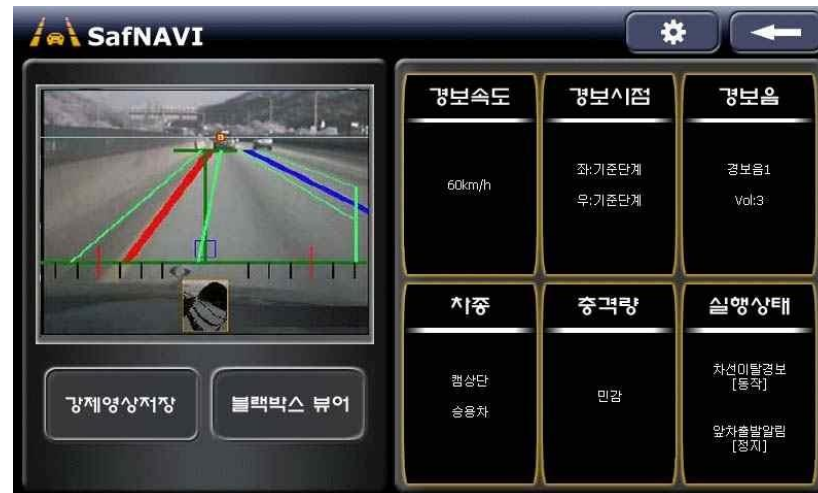 SafNAVI
강제영상저장
블랙박스 뷰어
경보속도
60km/h
경보시점
좌:기준단계
우:기준단계
경보음
경보음1
Vol:3
차종
캠상단
승용차
충격량
민감
실행상태
차선이탈경보
[동작]
앞차출발알림
[정지]